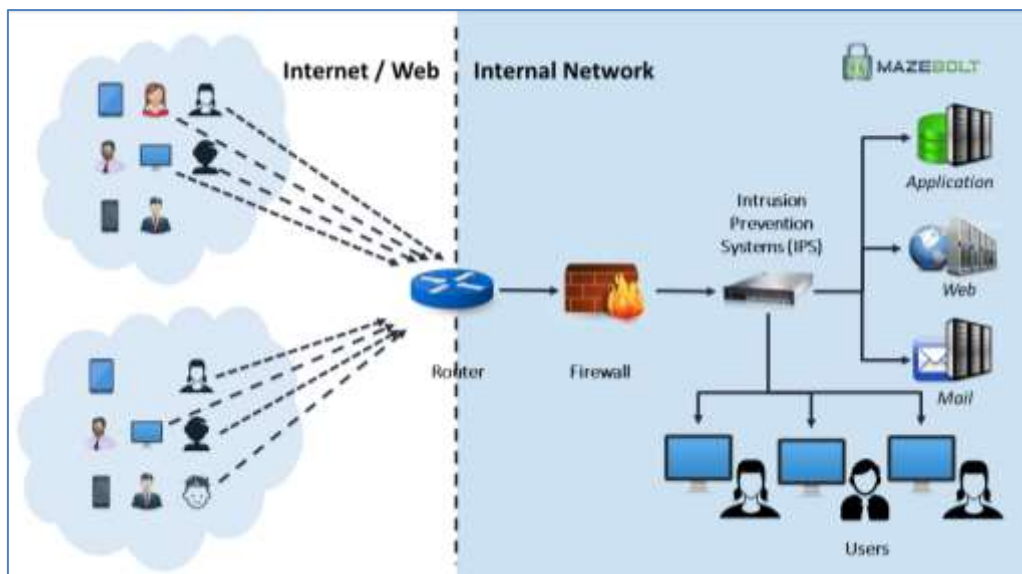 Internet / Web
Internal Network
MAZEBOLT
Application
Intrusion
Prevention
Systems (IPS)
Web
Router
Firewall
Mail
Users